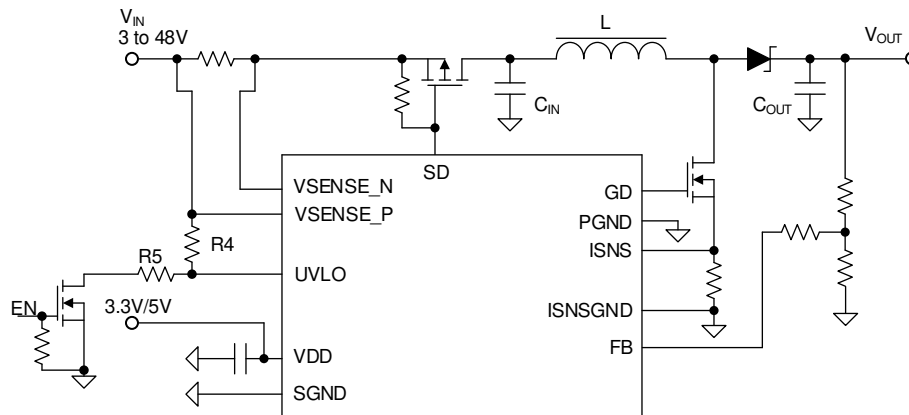 VIN
3 to 48V
L
VOUT
CIN
COUT
SD
VSENSE_N
VSENSE_P
R4
R5
UVLO
EN
3.3V/5V
VDD
SGND
GD
PGND
ISNS
ISNSGND
FB